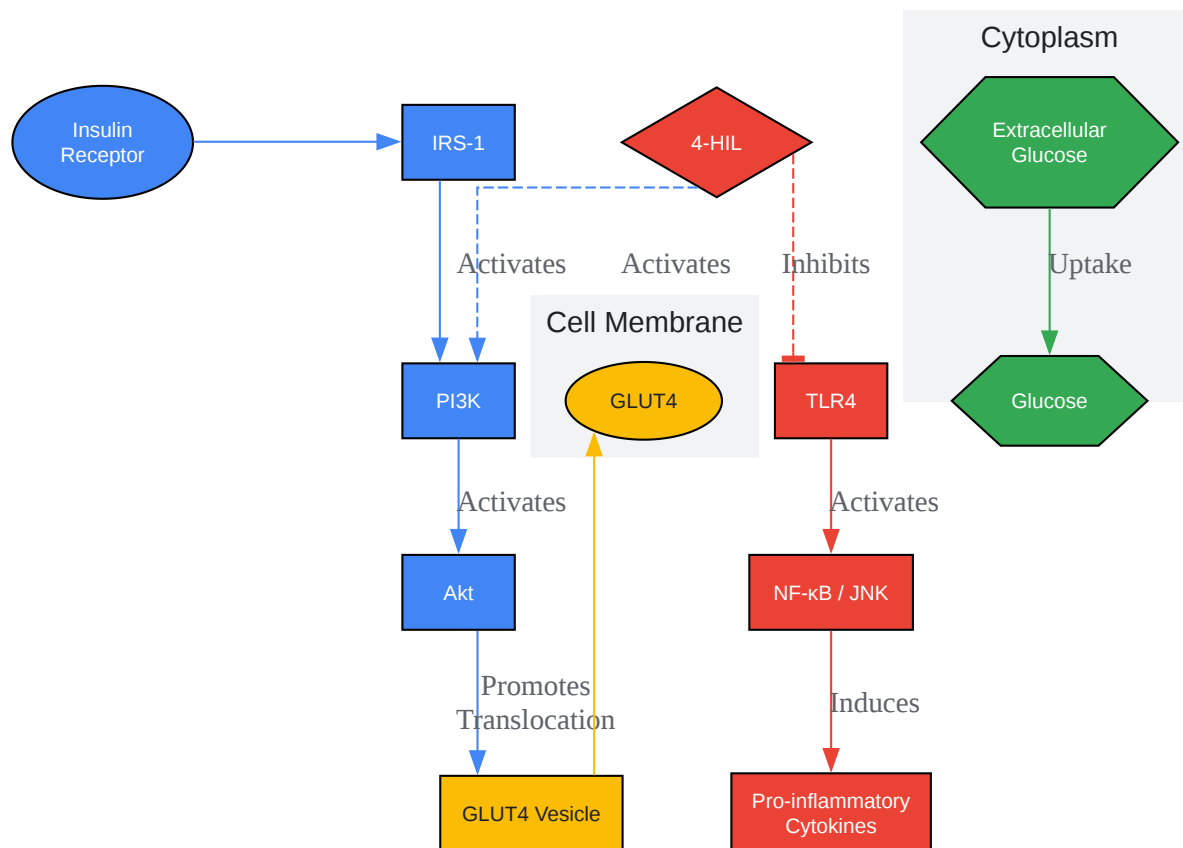 Cytoplasm
Insulin
Receptor
IRS-1
4-HIL
Extracellular
Glucose
Activates
Activates
Inhibits
Uptake
Cell Membrane
PI3K
GLUT4
TLR4
Glucose
Activates
Activates
Akt
NF-κB / JNK
Promotes
Translocation
Induces
GLUT4 Vesicle
Pro-inflammatory
Cytokines